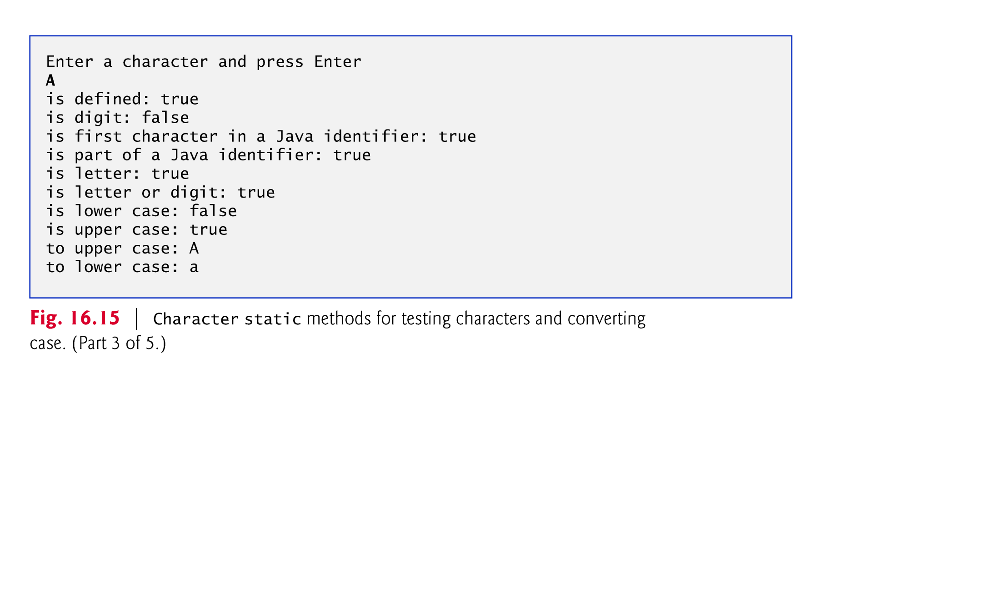 Enter a character and press Enter
A
is defined: true
is digit: false
is first character in a Java identifier: true
is part of a Java identifier: true
is letter: true
is letter or digit: true
is lower case: false
is upper case: true
to upper case: A
to lower case: a
Fig. 16.15 | Character static methods for testing characters and converting
case. (Part 3 of 5.)